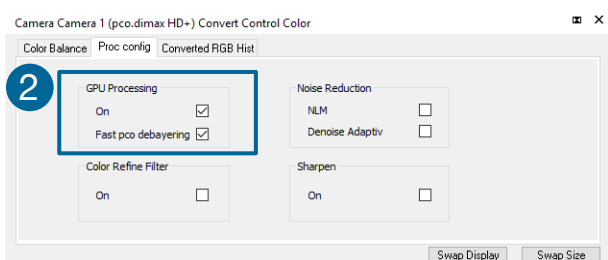 Camera Camera 1 (pco.dimax HD+) Convert Control Color
Color Balance Proc config Converted RGB Hist
2
GPU Processing
On
Fast pco debayering
Noise Reduction
NLM
Denoise Adaptiv
Color Refine Filter
On
Sharpen
On
Swap Display Swap Size